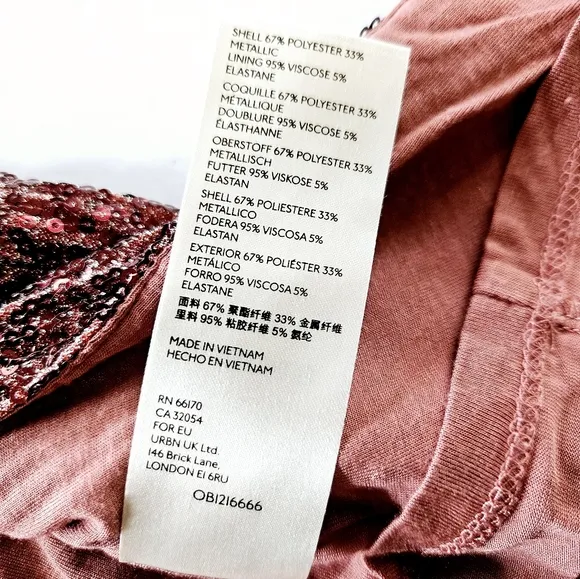 SHELL 67% POLYESTER 33%
METALLIC
LINING 95% VISCOSE 5%
ELASTANE
COQUILLE 67% POLYESTER 33%
MÉTALLIQUE
DOUBLURE 95% VISCOSE 5%
ÉLASTHANNE
OBERSTOFF 67% POLYESTER 33%
METALLISCH
FUTTER 95% VISKOSE 5%
ELASTAN
SHELL 67% POLIESTERE 33%
METALLICO
FODERA 95% VISCOSA 5%
ELASTAN
EXTERIOR 67% POLIÉSTER 33%
METÁLICO
FORRO 95% VISCOSA 5%
ELASTANE
面料 67% 聚酯纤维 33% 金属纤维
里料 95% 粘胶纤维 5% 氨纶
MADE IN VIETNAM
HECHO EN VIETNAM
RN 66170
CA 32054
FOR EU
URBN UK Ltd.
146 Brick Lane,
LONDON E1 6RU
OB1216666